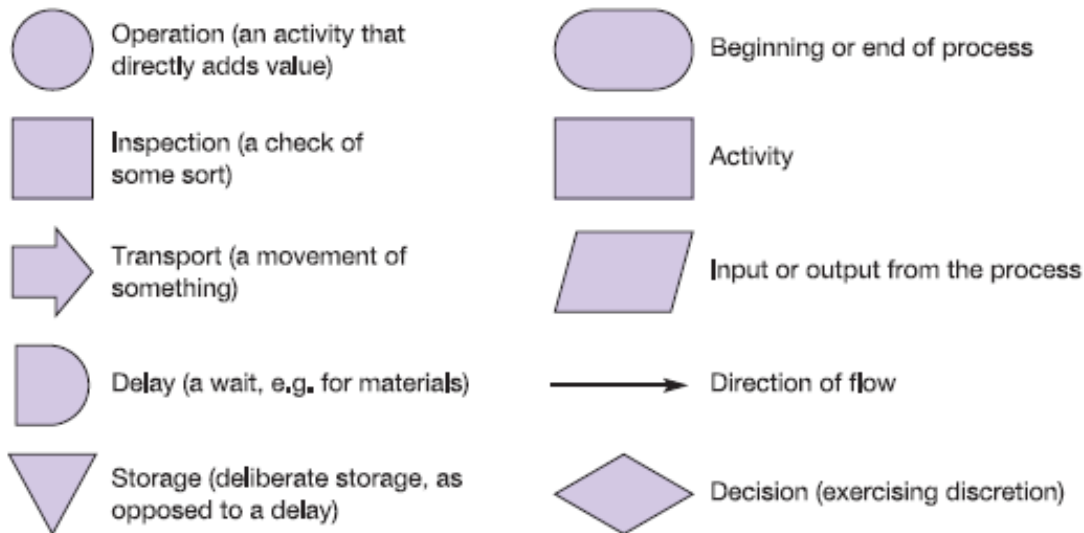 Operation (an activity that
directly adds value)
Beginning or end of process
Inspection (a check of
some sort)
Activity
Transport (a movement of
something)
Input or output from the process
Delay (a wait, e.g. for materials)
Direction of flow
Storage (deliberate storage, as
opposed to a delay)
Decision (exercising discretion)